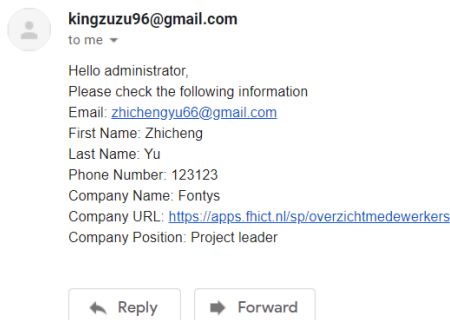 kingzuzu96@gmail.com
to me
Hello administrator,
Please check the following information
Email: zhichengyu66@gmail.com
First Name: Zhicheng
Last Name: Yu
Phone Number: 123123
Company Name: Fontys
Company URL: https://apps.fhict.nl/sp/overzichtmedewerkers
Company Position: Project leader
Reply Forward